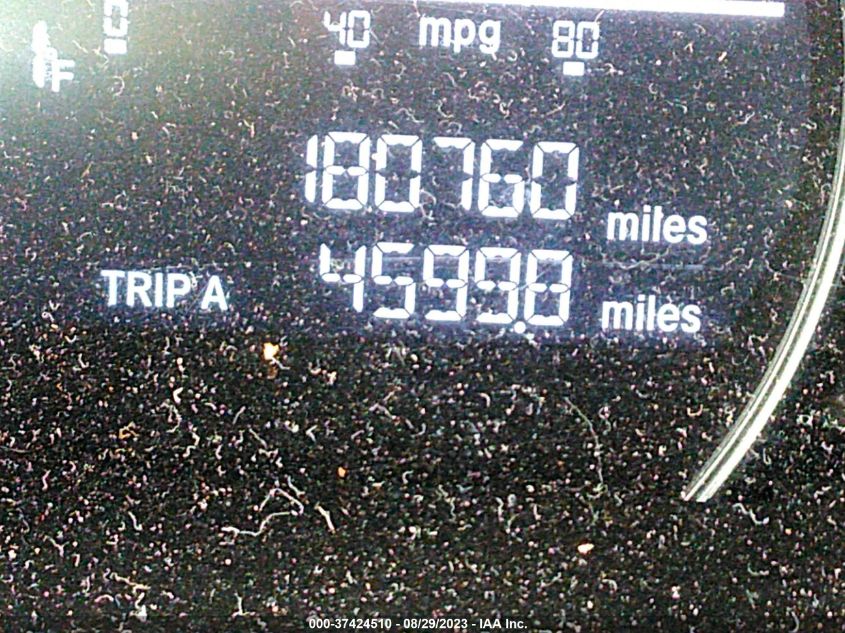 40 mpg 80
°F
180760 miles
TRIP A 4599.8 miles
000-37424510 - 08/29/2023 - IAA Inc.